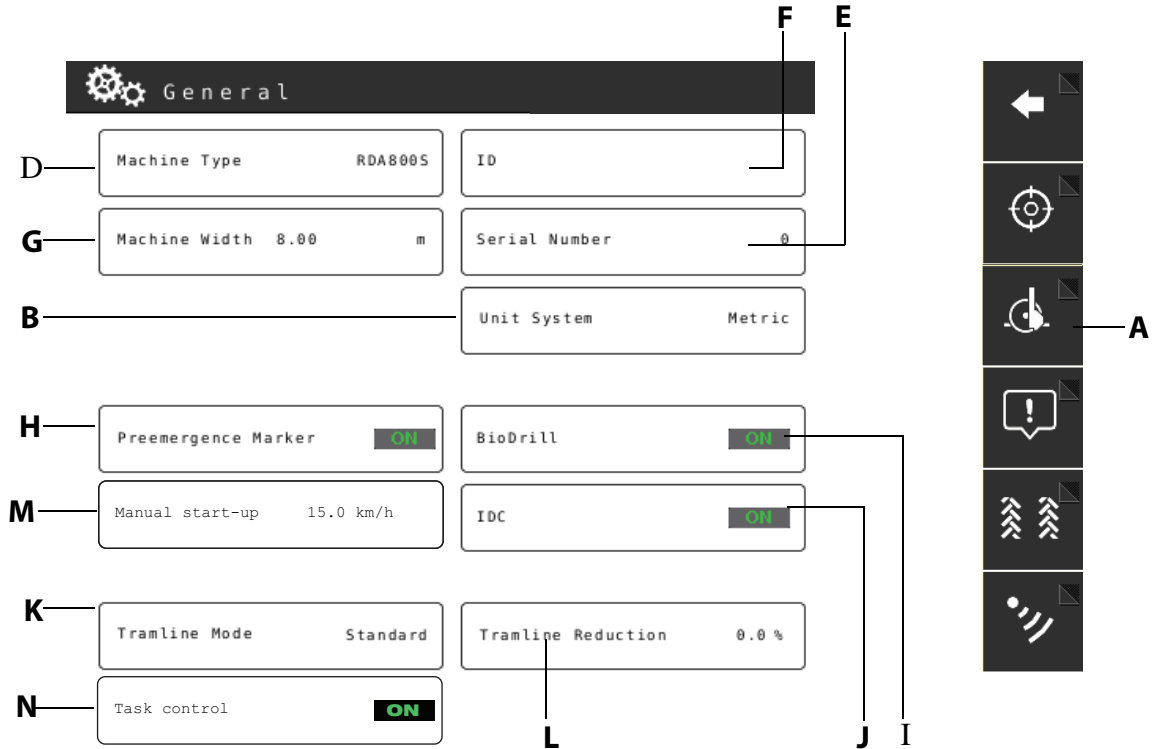 F E
General
D Machine Type RDA800S ID
G Machine Width 8.00 m Serial Number 0
B Unit System Metric
A
H Preemergence Marker ON BioDrill ON
M Manual start-up 15.0 km/h IDC ON
K Tramline Mode Standard Tramline Reduction 0.0 %
N Task control ON
L J I